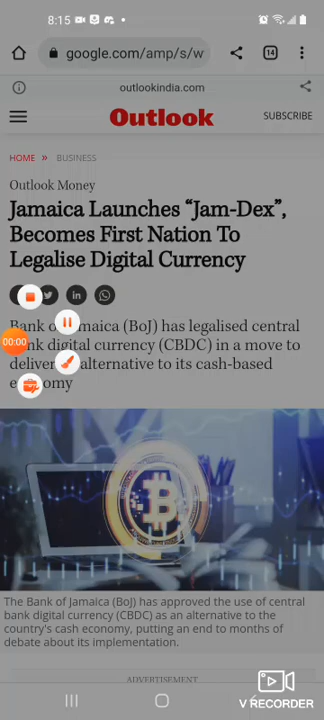 8:15
14
google.com/amp/s/w
outlookindia.com
Outlook
SUBSCRIBE
HOME » BUSINESS
Outlook Money
Jamaica Launches “Jam-Dex”,
Becomes First Nation To
Legalise Digital Currency
Bank of Jamaica (BoJ) has legalised central
bank digital currency (CBDC) in a move to
deliver alternative to its cash-based
economy
00:00
The Bank of Jamaica (BoJ) has approved the use of central
bank digital currency (CBDC) as an alternative to the
country's cash economy, putting an end to months of
debate about its implementation.
ADVERTISEMENT
V RECORDER